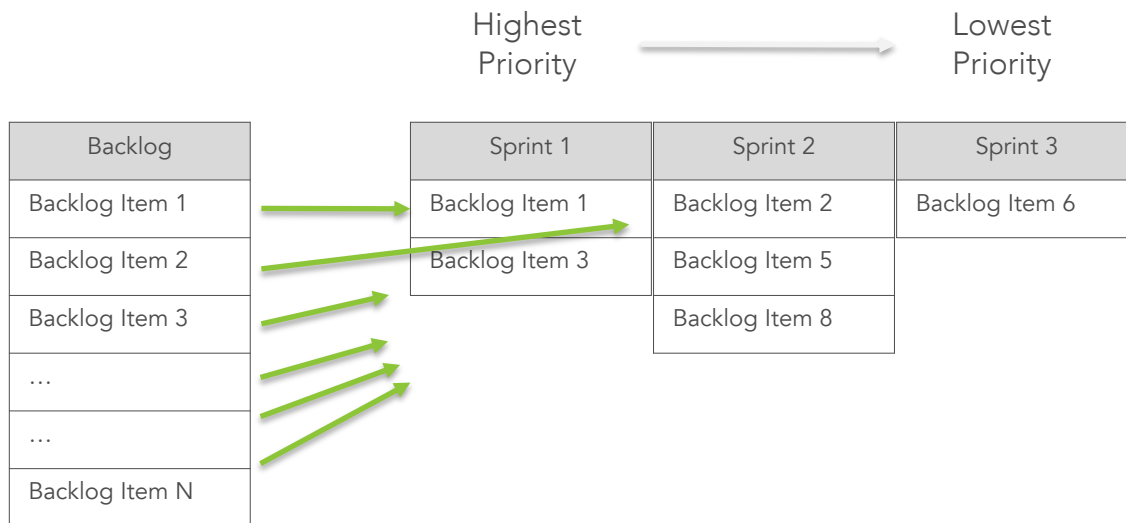 Highest
Priority
Lowest
Priority
Backlog
Backlog Item 1
Backlog Item 2
Backlog Item 3
…
…
Backlog Item N
Sprint 1
Backlog Item 1
Backlog Item 3
Sprint 2
Backlog Item 2
Backlog Item 5
Backlog Item 8
Sprint 3
Backlog Item 6